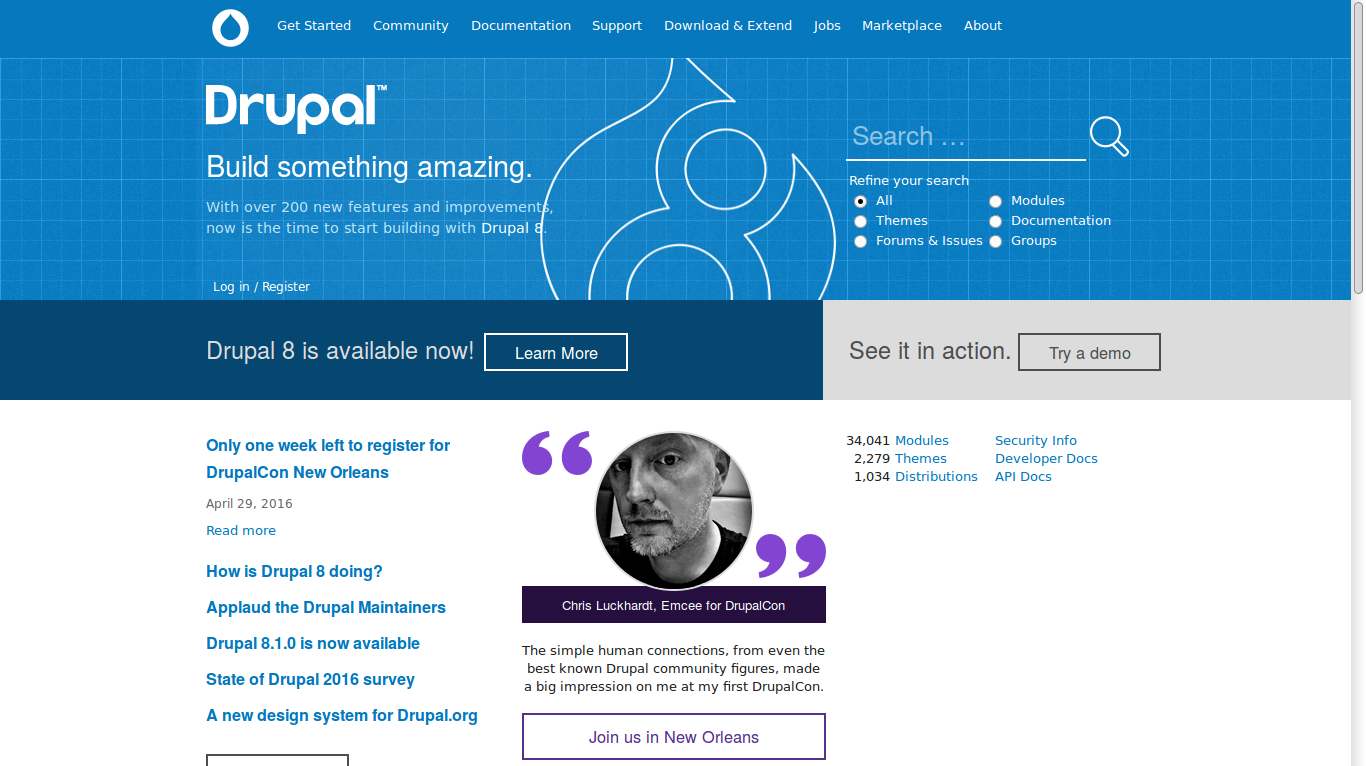 Get Started Community Documentation Support Download & Extend Jobs Marketplace About
Drupal™
Build something amazing.
With over 200 new features and improvements,
now is the time to start building with Drupal 8.
Log in / Register
Search …
Refine your search
All Modules
Themes Documentation
Forums & Issues Groups
Drupal 8 is available now! Learn More
See it in action. Try a demo
Only one week left to register for
DrupalCon New Orleans
April 29, 2016
Read more
How is Drupal 8 doing?
Applaud the Drupal Maintainers
Drupal 8.1.0 is now available
State of Drupal 2016 survey
A new design system for Drupal.org
“
”
Chris Luckhardt, Emcee for DrupalCon
The simple human connections, from even the
best known Drupal community figures, made
a big impression on me at my first DrupalCon.
Join us in New Orleans
34,041 Modules Security Info
2,279 Themes Developer Docs
1,034 Distributions API Docs